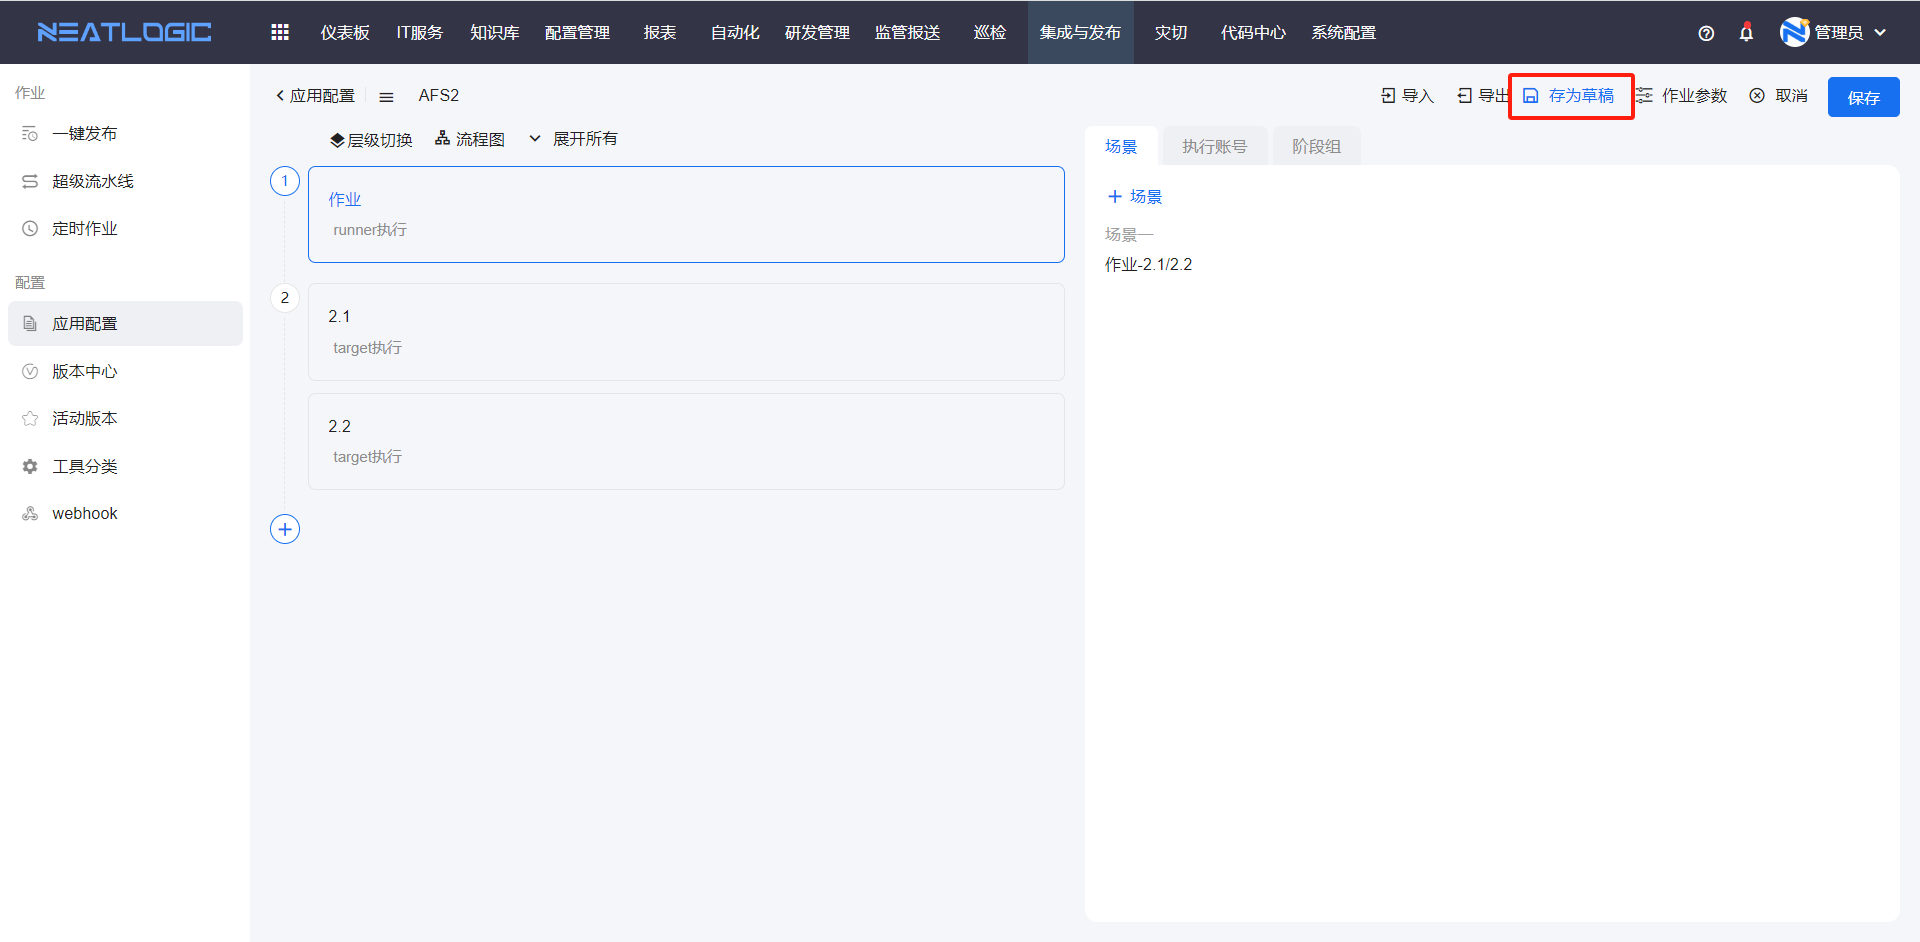 NEATLOGIC
仪表板 IT服务 知识库 配置管理 报表 自动化 研发管理 监管报送 巡检 集成与发布 灾切 代码中心 系统配置 管理员
作业
一键发布
超级流水线
定时作业
配置
应用配置
版本中心
活动版本
工具分类
webhook
应用配置 AFS2
导入 导出 存为草稿 作业参数 取消 保存
层级切换 流程图 展开所有
1
作业
runner执行
2
2.1
target执行
2.2
target执行
场景 执行账号 阶段组
场景
场景一
作业-2.1/2.2